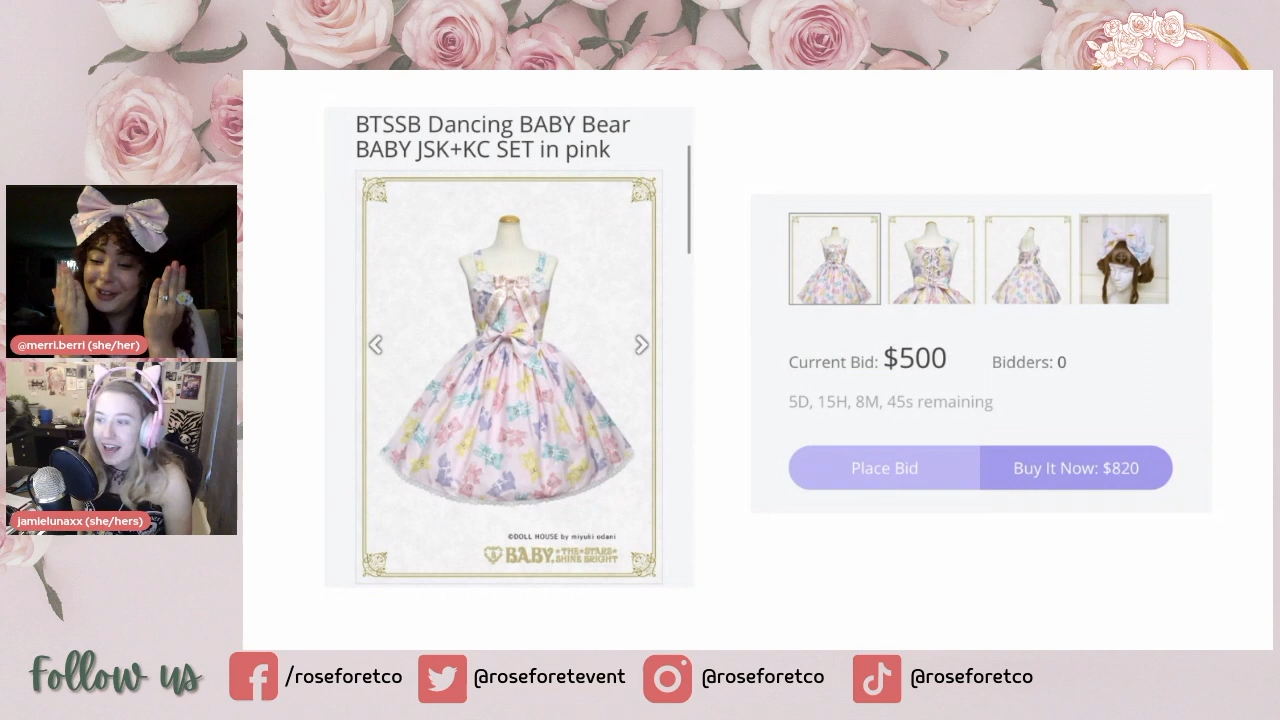 BTSSB Dancing BABY Bear
BABY JSK+KC SET in pink
©DOLL HOUSE by miyuki odani
BABY, THE STARS
SHINE BRIGHT
Current Bid: $500
Bidders: 0
5D, 15H, 8M, 45s remaining
Place Bid
Buy It Now: $820
@merri.berri (she/her)
jamielunaxx (she/hers)
Follow us
/roseforetco
@roseforetevent
@roseforetco
@roseforetco